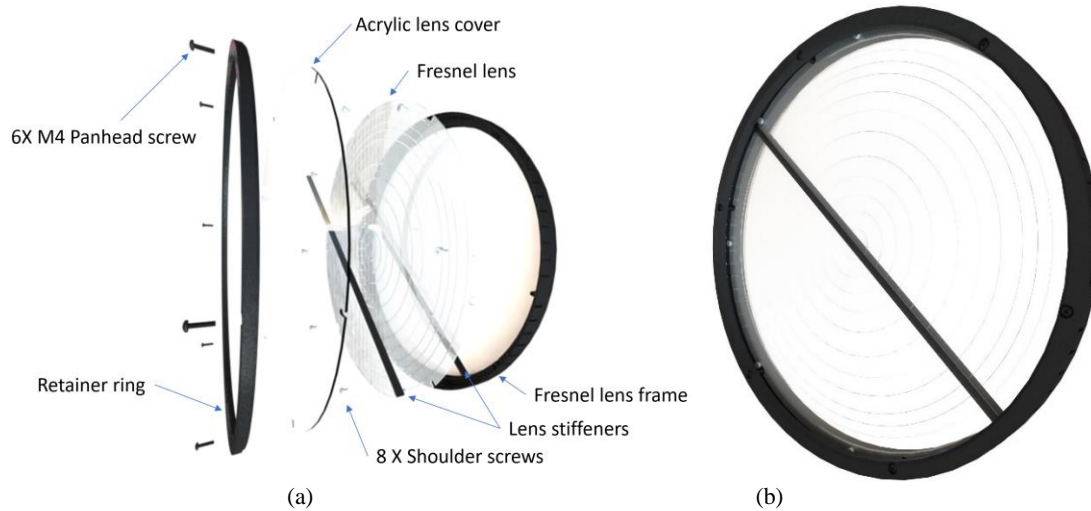 Acrylic lens cover
Fresnel lens
6X M4 Panhead screw
Retainer ring
Fresnel lens frame
Lens stiffeners
8 X Shoulder screws
(a)
(b)